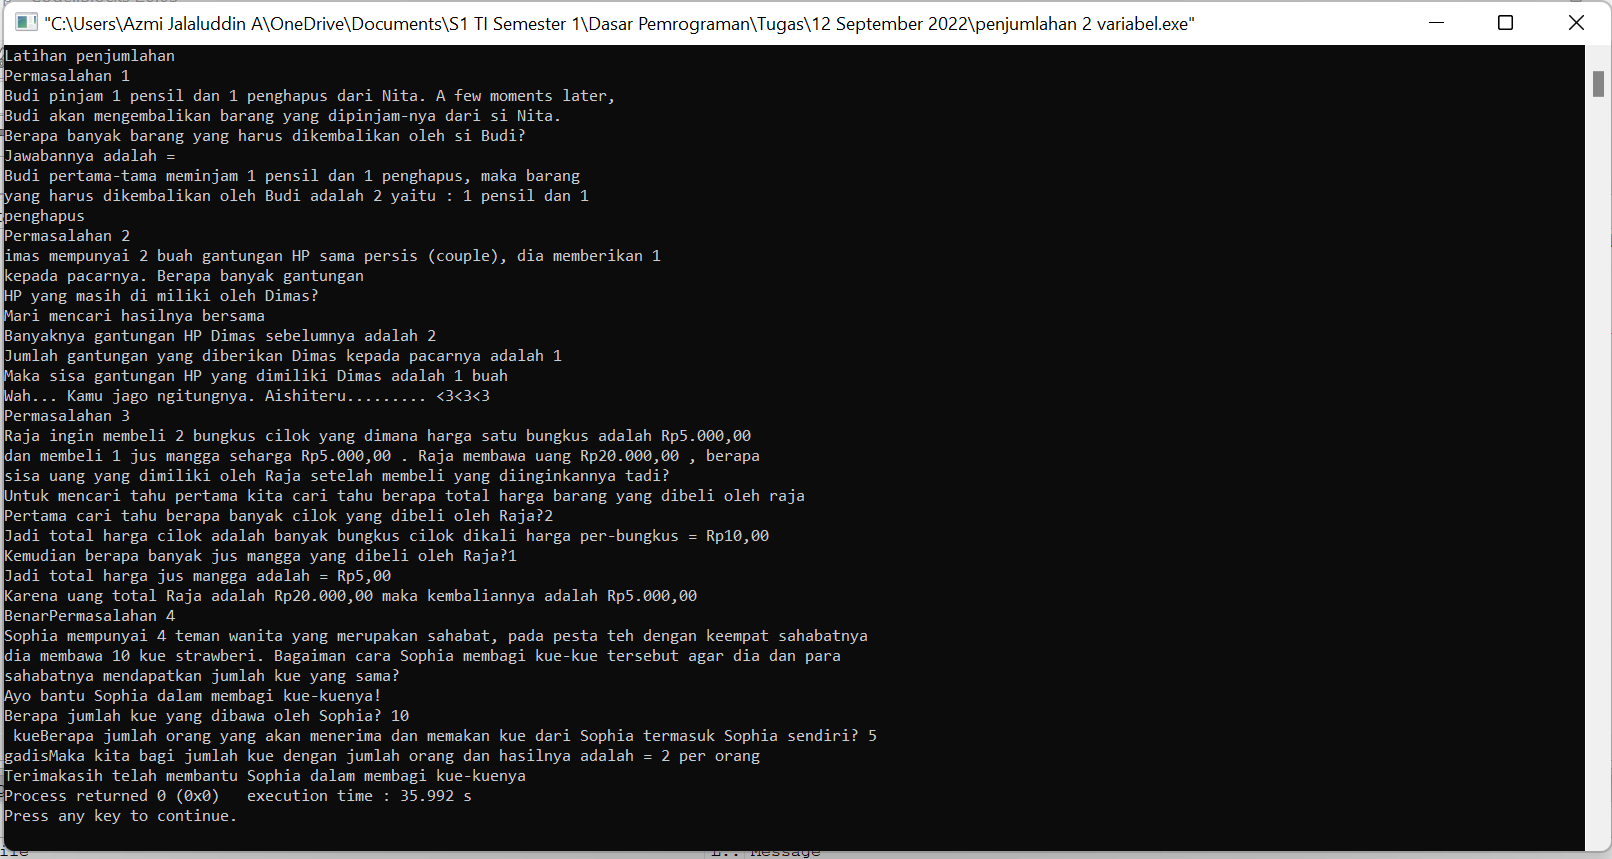 "C:\Users\Azmi Jalaluddin A\OneDrive\Documents\S1 TI Semester 1\Dasar Pemrograman\Tugas\12 September 2022\penjumlahan 2 variabel.exe"
Latihan penjumlahan
Permasalahan 1
Budi pinjam 1 pensil dan 1 penghapus dari Nita. A few moments later,
Budi akan mengembalikan barang yang dipinjam-nya dari si Nita.
Berapa banyak barang yang harus dikembalikan oleh si Budi?
Jawabannya adalah =
Budi pertama-tama meminjam 1 pensil dan 1 penghapus, maka barang
yang harus dikembalikan oleh Budi adalah 2 yaitu : 1 pensil dan 1
penghapus
Permasalahan 2
imas mempunyai 2 buah gantungan HP sama persis (couple), dia memberikan 1
kepada pacarnya. Berapa banyak gantungan
HP yang masih di miliki oleh Dimas?
Mari mencari hasilnya bersama
Banyaknya gantungan HP Dimas sebelumnya adalah 2
Jumlah gantungan yang diberikan Dimas kepada pacarnya adalah 1
Maka sisa gantungan HP yang dimiliki Dimas adalah 1 buah
Wah... Kamu jago ngitungnya. Aishiteru......... <3<3<3
Permasalahan 3
Raja ingin membeli 2 bungkus cilok yang dimana harga satu bungkus adalah Rp5.000,00
dan membeli 1 jus mangga seharga Rp5.000,00 . Raja membawa uang Rp20.000,00 , berapa
sisa uang yang dimiliki oleh Raja setelah membeli yang diinginkannya tadi?
Untuk mencari tahu pertama kita cari tahu berapa total harga barang yang dibeli oleh raja
Pertama cari tahu berapa banyak cilok yang dibeli oleh Raja?2
Jadi total harga cilok adalah banyak bungkus cilok dikali harga per-bungkus = Rp10,00
Kemudian berapa banyak jus mangga yang dibeli oleh Raja?1
Jadi total harga jus mangga adalah = Rp5,00
Karena uang total Raja adalah Rp20.000,00 maka kembaliannya adalah Rp5.000,00
BenarPermasalahan 4
Sophia mempunyai 4 teman wanita yang merupakan sahabat, pada pesta teh dengan keempat sahabatnya
dia membawa 10 kue strawberi. Bagaiman cara Sophia membagi kue-kue tersebut agar dia dan para
sahabatnya mendapatkan jumlah kue yang sama?
Ayo bantu Sophia dalam membagi kue-kuenya!
Berapa jumlah kue yang dibawa oleh Sophia? 10
 kueBerapa jumlah orang yang akan menerima dan memakan kue dari Sophia termasuk Sophia sendiri? 5
gadisMaka kita bagi jumlah kue dengan jumlah orang dan hasilnya adalah = 2 per orang
Terimakasih telah membantu Sophia dalam membagi kue-kuenya
Process returned 0 (0x0)   execution time : 35.992 s
Press any key to continue.